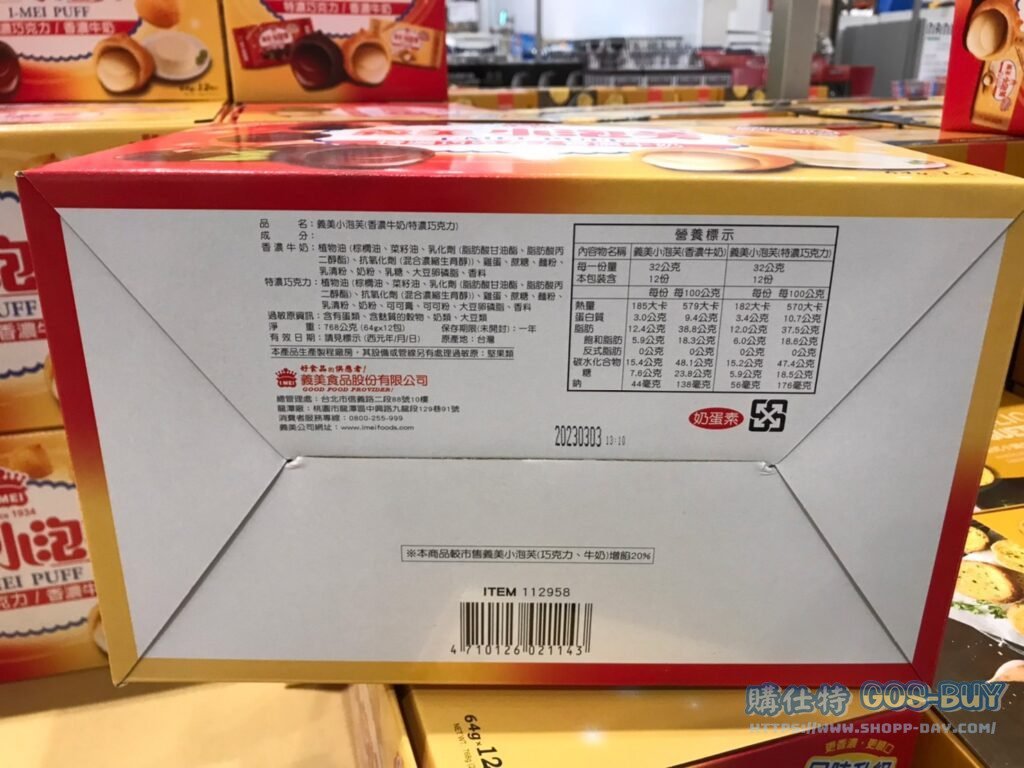 I-MEI PUFF
濃巧克力/香濃牛奶
品 名：義美小泡芙(香濃牛奶/特濃巧克力)
成 分：
香濃牛奶：植物油 (棕櫚油、菜籽油、乳化劑 (脂肪酸甘油酯、脂肪酸丙
二醇酯)、抗氧化劑 (混合濃縮生育醇))、雞蛋、蔗糖、麵粉、
乳清粉、奶粉、乳糖、大豆卵磷脂、香料
特濃巧克力：植物油 (棕櫚油、菜籽油、乳化劑 (脂肪酸甘油酯、脂肪酸丙
二醇酯)、抗氧化劑 (混合濃縮生育醇))、雞蛋、蔗糖、麵粉、
乳清粉、奶粉、可可膏、可可粉、大豆卵磷脂、香料
過敏原資訊：含有蛋類、含麩質的穀物、奶類、大豆類
淨 重：768公克 (64gx12包) 保存期限(未開封)：一年
有效日期：請見標示 (西元年/月/日) 原產地：台灣
本產品生產製程廠房，其設備或管線另有處理過敏原：堅果類
好食品的供應者!
I-MEI 義美食品股份有限公司
GOOD FOOD PROVIDER!
總管理處：台北市信義路二段88號10樓
龍潭廠：桃園市龍潭區中興路九龍段129巷91號
消費者服務專線：0800-255-999
義美公司網址：www.imeifoods.com
營養標示
內容物名稱 義美小泡芙(香濃牛奶) 義美小泡芙(特濃巧克力)
每一份量 32公克 32公克
本包裝含 12份 12份
每份 每100公克 每份 每100公克
熱量 185大卡 579大卡 182大卡 570大卡
蛋白質 3.0公克 9.4公克 3.4公克 10.7公克
脂肪 12.4公克 38.8公克 12.0公克 37.5公克
飽和脂肪 5.9公克 18.3公克 6.0公克 18.6公克
反式脂肪 0公克 0公克 0公克 0公克
碳水化合物 15.4公克 48.1公克 15.2公克 47.4公克
糖 7.6公克 23.8公克 5.9公克 18.5公克
鈉 44毫克 138毫克 56毫克 176毫克
奶蛋素
20230303 13:10
※本商品較市售義美小泡芙(巧克力、牛奶)增餡20%
ITEM 112958
4 710126 021143
小泡
64g×12
購仕特 GOS-BUY
HTTPS://WWW.SHOPP-DAY.COM/